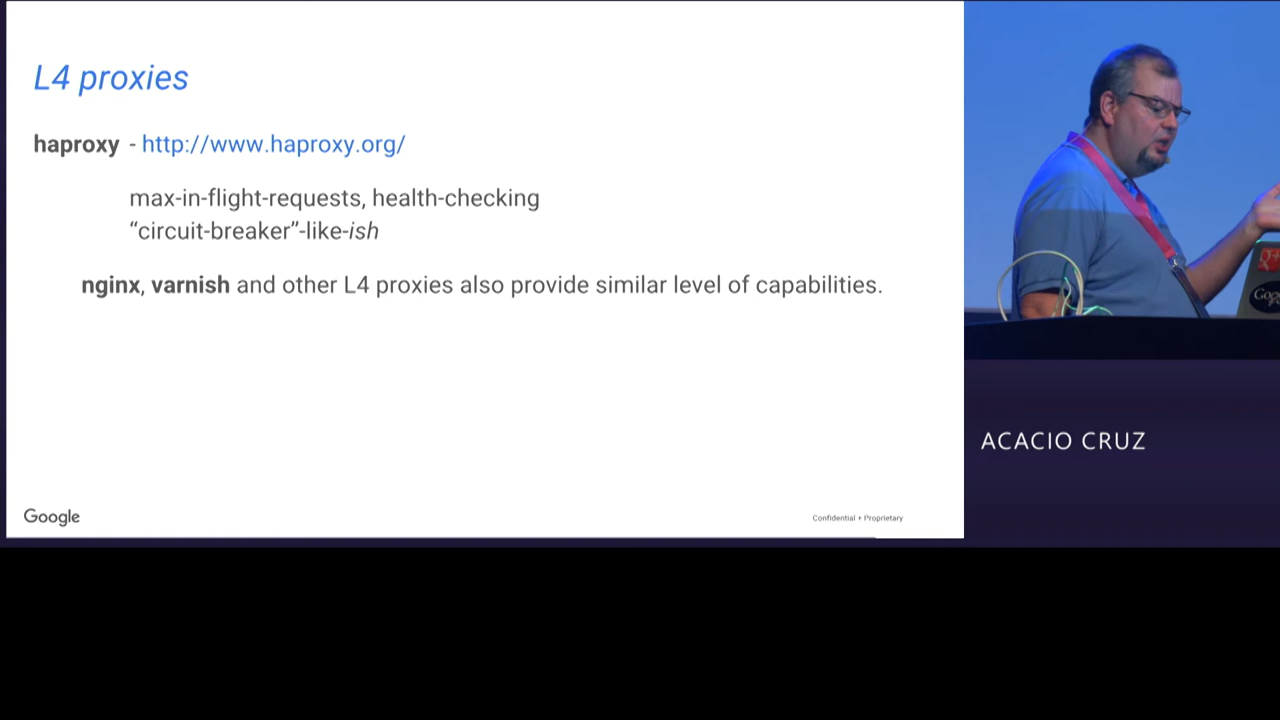 L4 proxies
haproxy - http://www.haproxy.org/
max-in-flight-requests, health-checking
“circuit-breaker”-like-ish
nginx, varnish and other L4 proxies also provide similar level of capabilities.
Google
Confidential + Proprietary
ACACIO CRUZ